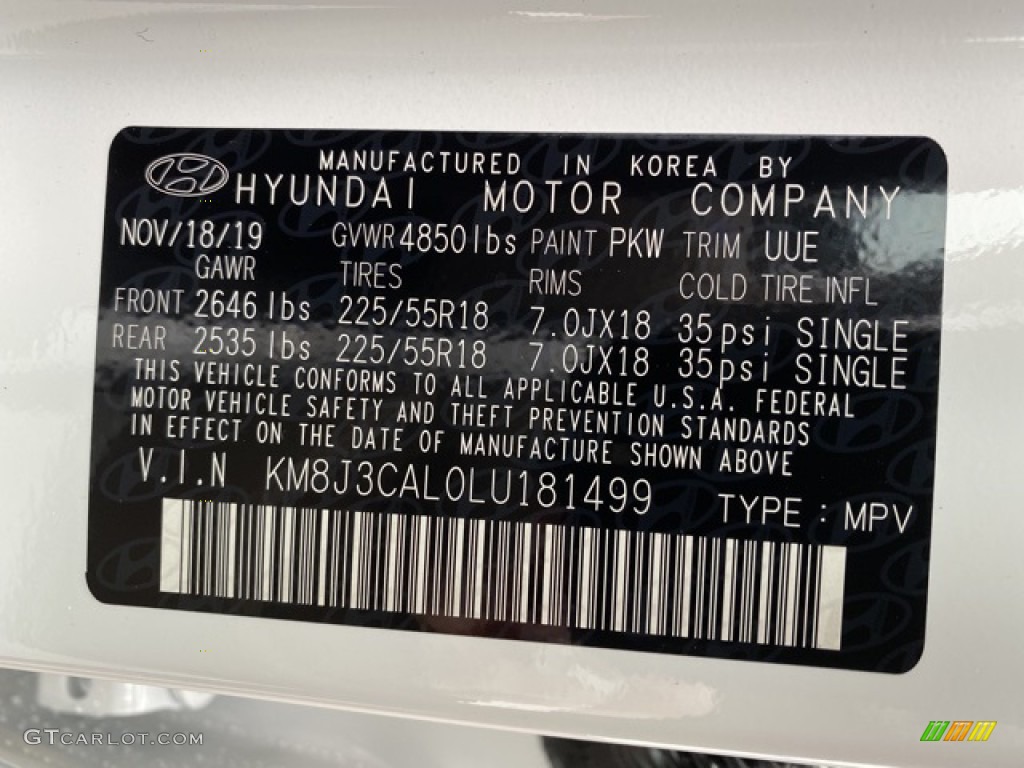 MANUFACTURED IN KOREA BY
HYUNDAI MOTOR COMPANY
NOV/18/19 GVWR 4850lbs PAINT PKW TRIM UUE
GAWR TIRES RIMS COLD TIRE INFL
FRONT 2646 lbs 225/55R18 7.0JX18 35psi SINGLE
REAR 2535 lbs 225/55R18 7.0JX18 35psi SINGLE
THIS VEHICLE CONFORMS TO ALL APPLICABLE U.S.A. FEDERAL
MOTOR VEHICLE SAFETY AND THEFT PREVENTION STANDARDS
IN EFFECT ON THE DATE OF MANUFACTURE SHOWN ABOVE
V.I.N KM8J3CAL0LU181499 TYPE : MPV
GTCARLOT.COM